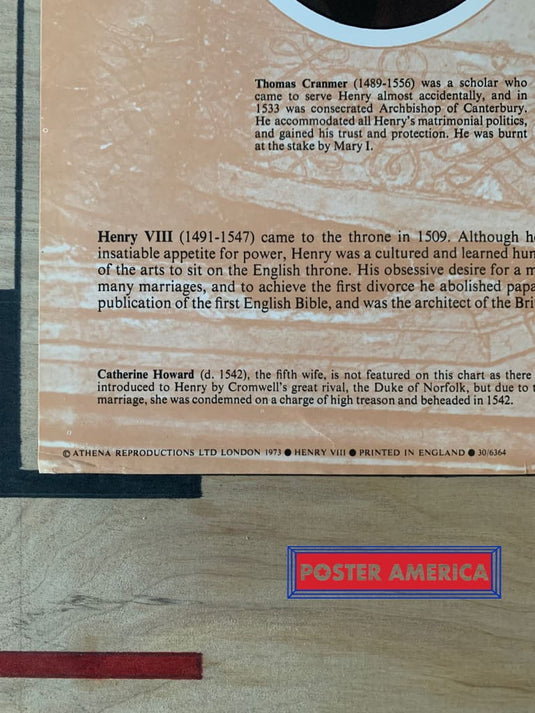 Thomas Cranmer (1489-1556) was a scholar who
came to serve Henry almost accidentally, and in
1533 was consecrated Archbishop of Canterbury.
He accommodated all Henry's matrimonial politics,
and gained his trust and protection. He was burnt
at the stake by Mary I.
Henry VIII (1491-1547) came to the throne in 1509. Although he
insatiable appetite for power, Henry was a cultured and learned hum
of the arts to sit on the English throne. His obsessive desire for a m
many marriages, and to achieve the first divorce he abolished papa
publication of the first English Bible, and was the architect of the Bri
Catherine Howard (d. 1542), the fifth wife, is not featured on this chart as there
introduced to Henry by Cromwell's great rival, the Duke of Norfolk, but due to t
marriage, she was condemned on a charge of high treason and beheaded in 1542.
© ATHENA REPRODUCTIONS LTD LONDON 1973 ● HENRY VIII ● PRINTED IN ENGLAND ● 30/6364
POSTER AMERICA